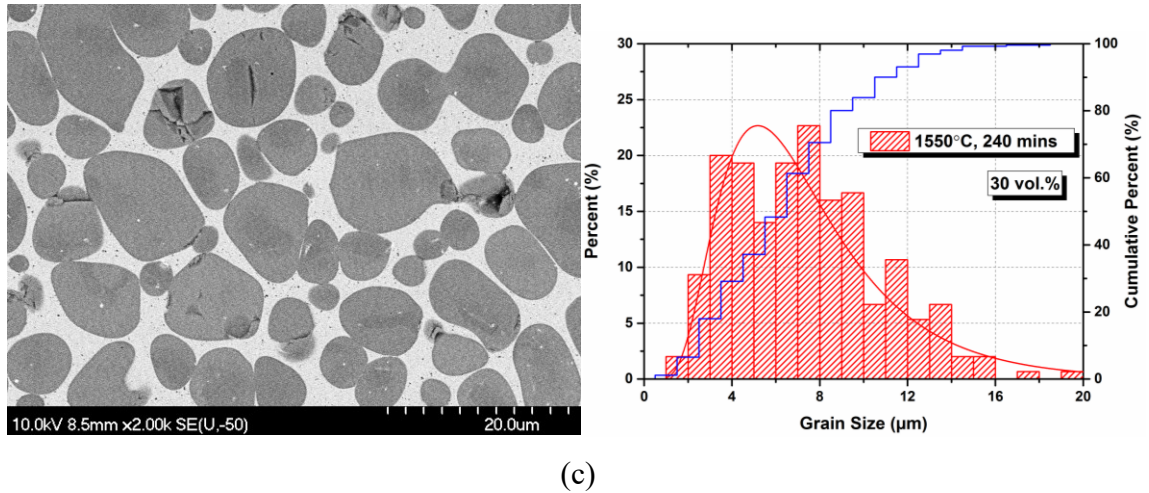 10.0kV 8.5mm x2.00k SE(U,-50) 20.0um
30
25
20
15
10
5
0
Percent (%)
100
80
60
40
20
0
Cumulative Percent (%)
1550°C, 240 mins
30 vol.%
4 8 12 16 20
Grain Size (µm)
(c)